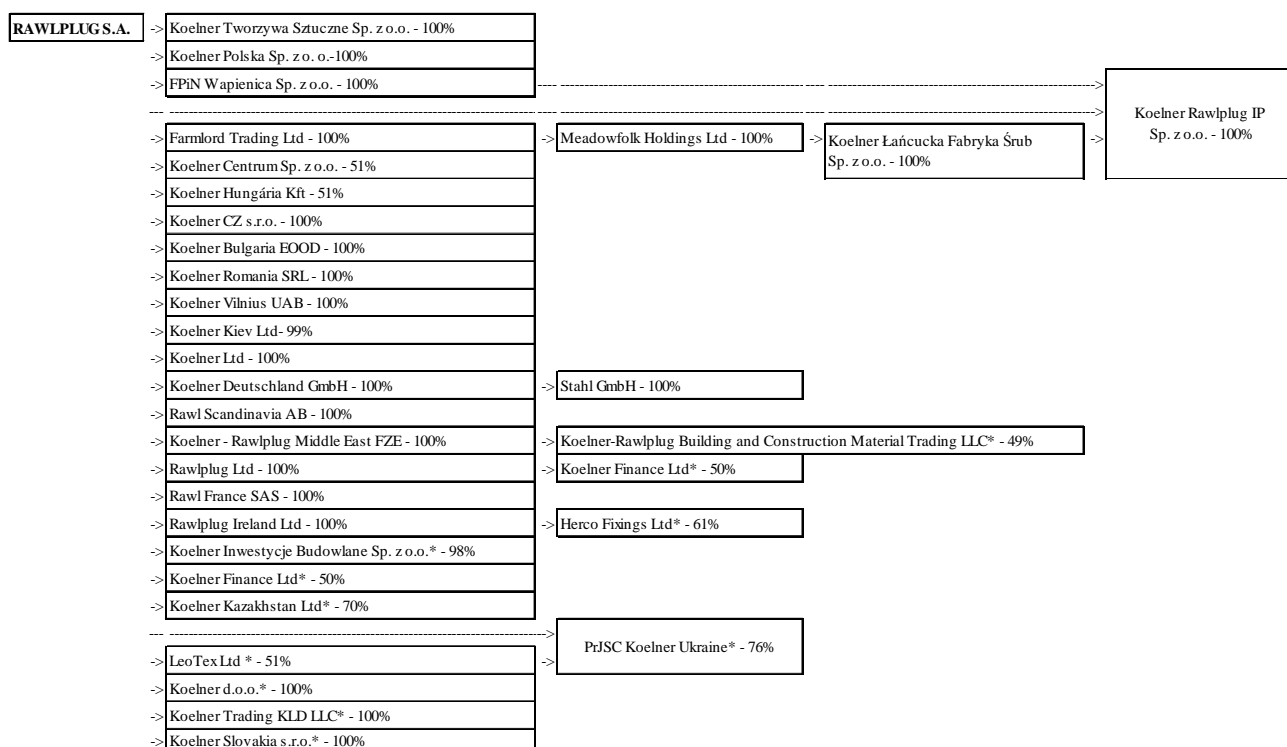 RAWLPLUG S.A. -> Koelner Tworzywa Sztuczne Sp. z o.o. - 100%
-> Koelner Polska Sp. z o. o.-100%
-> FPiN Wapienica Sp. z o.o. - 100%
Koelner Rawlplug IP
Sp. z o.o. - 100%
-> Farmlord Trading Ltd - 100% -> Meadowfolk Holdings Ltd - 100% -> Koelner Łańcucka Fabryka Śrub
Sp. z o.o. - 100% ->
-> Koelner Centrum Sp. z o.o. - 51%
-> Koelner Hungária Kft - 51%
-> Koelner CZ s.r.o. - 100%
-> Koelner Bulgaria EOOD - 100%
-> Koelner Romania SRL - 100%
-> Koelner Vilnius UAB - 100%
-> Koelner Kiev Ltd- 99%
-> Koelner Ltd - 100%
-> Koelner Deutschland GmbH - 100% -> Stahl GmbH - 100%
-> Rawl Scandinavia AB - 100%
-> Koelner - Rawlplug Middle East FZE - 100% -> Koelner-Rawlplug Building and Construction Material Trading LLC* - 49%
-> Rawlplug Ltd - 100% -> Koelner Finance Ltd* - 50%
-> Rawl France SAS - 100%
-> Rawlplug Ireland Ltd - 100% -> Herco Fixings Ltd* - 61%
-> Koelner Inwestycje Budowlane Sp. z o.o.* - 98%
-> Koelner Finance Ltd* - 50%
-> Koelner Kazakhstan Ltd* - 70%
PrJSC Koelner Ukraine* - 76%
-> LeoTex Ltd * - 51% ->
-> Koelner d.o.o.* - 100%
-> Koelner Trading KLD LLC* - 100%
-> Koelner Slovakia s.r.o.* - 100%